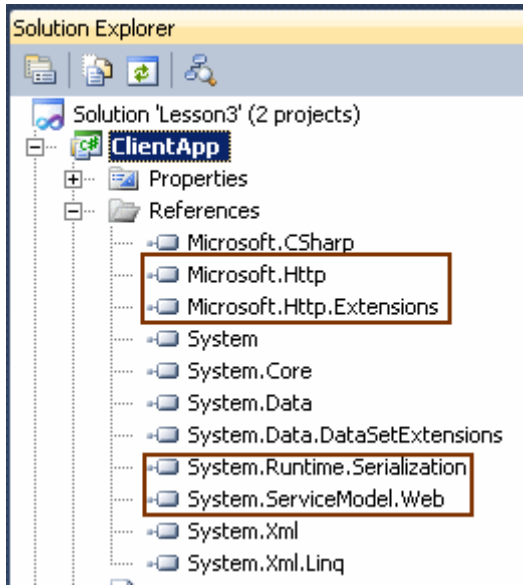 Solution Explorer
Solution 'Lesson3' (2 projects)
ClientApp
Properties
References
Microsoft.CSharp
Microsoft.Http
Microsoft.Http.Extensions
System
System.Core
System.Data
System.Data.DataSetExtensions
System.Runtime.Serialization
System.ServiceModel.Web
System.Xml
System.Xml.Linq